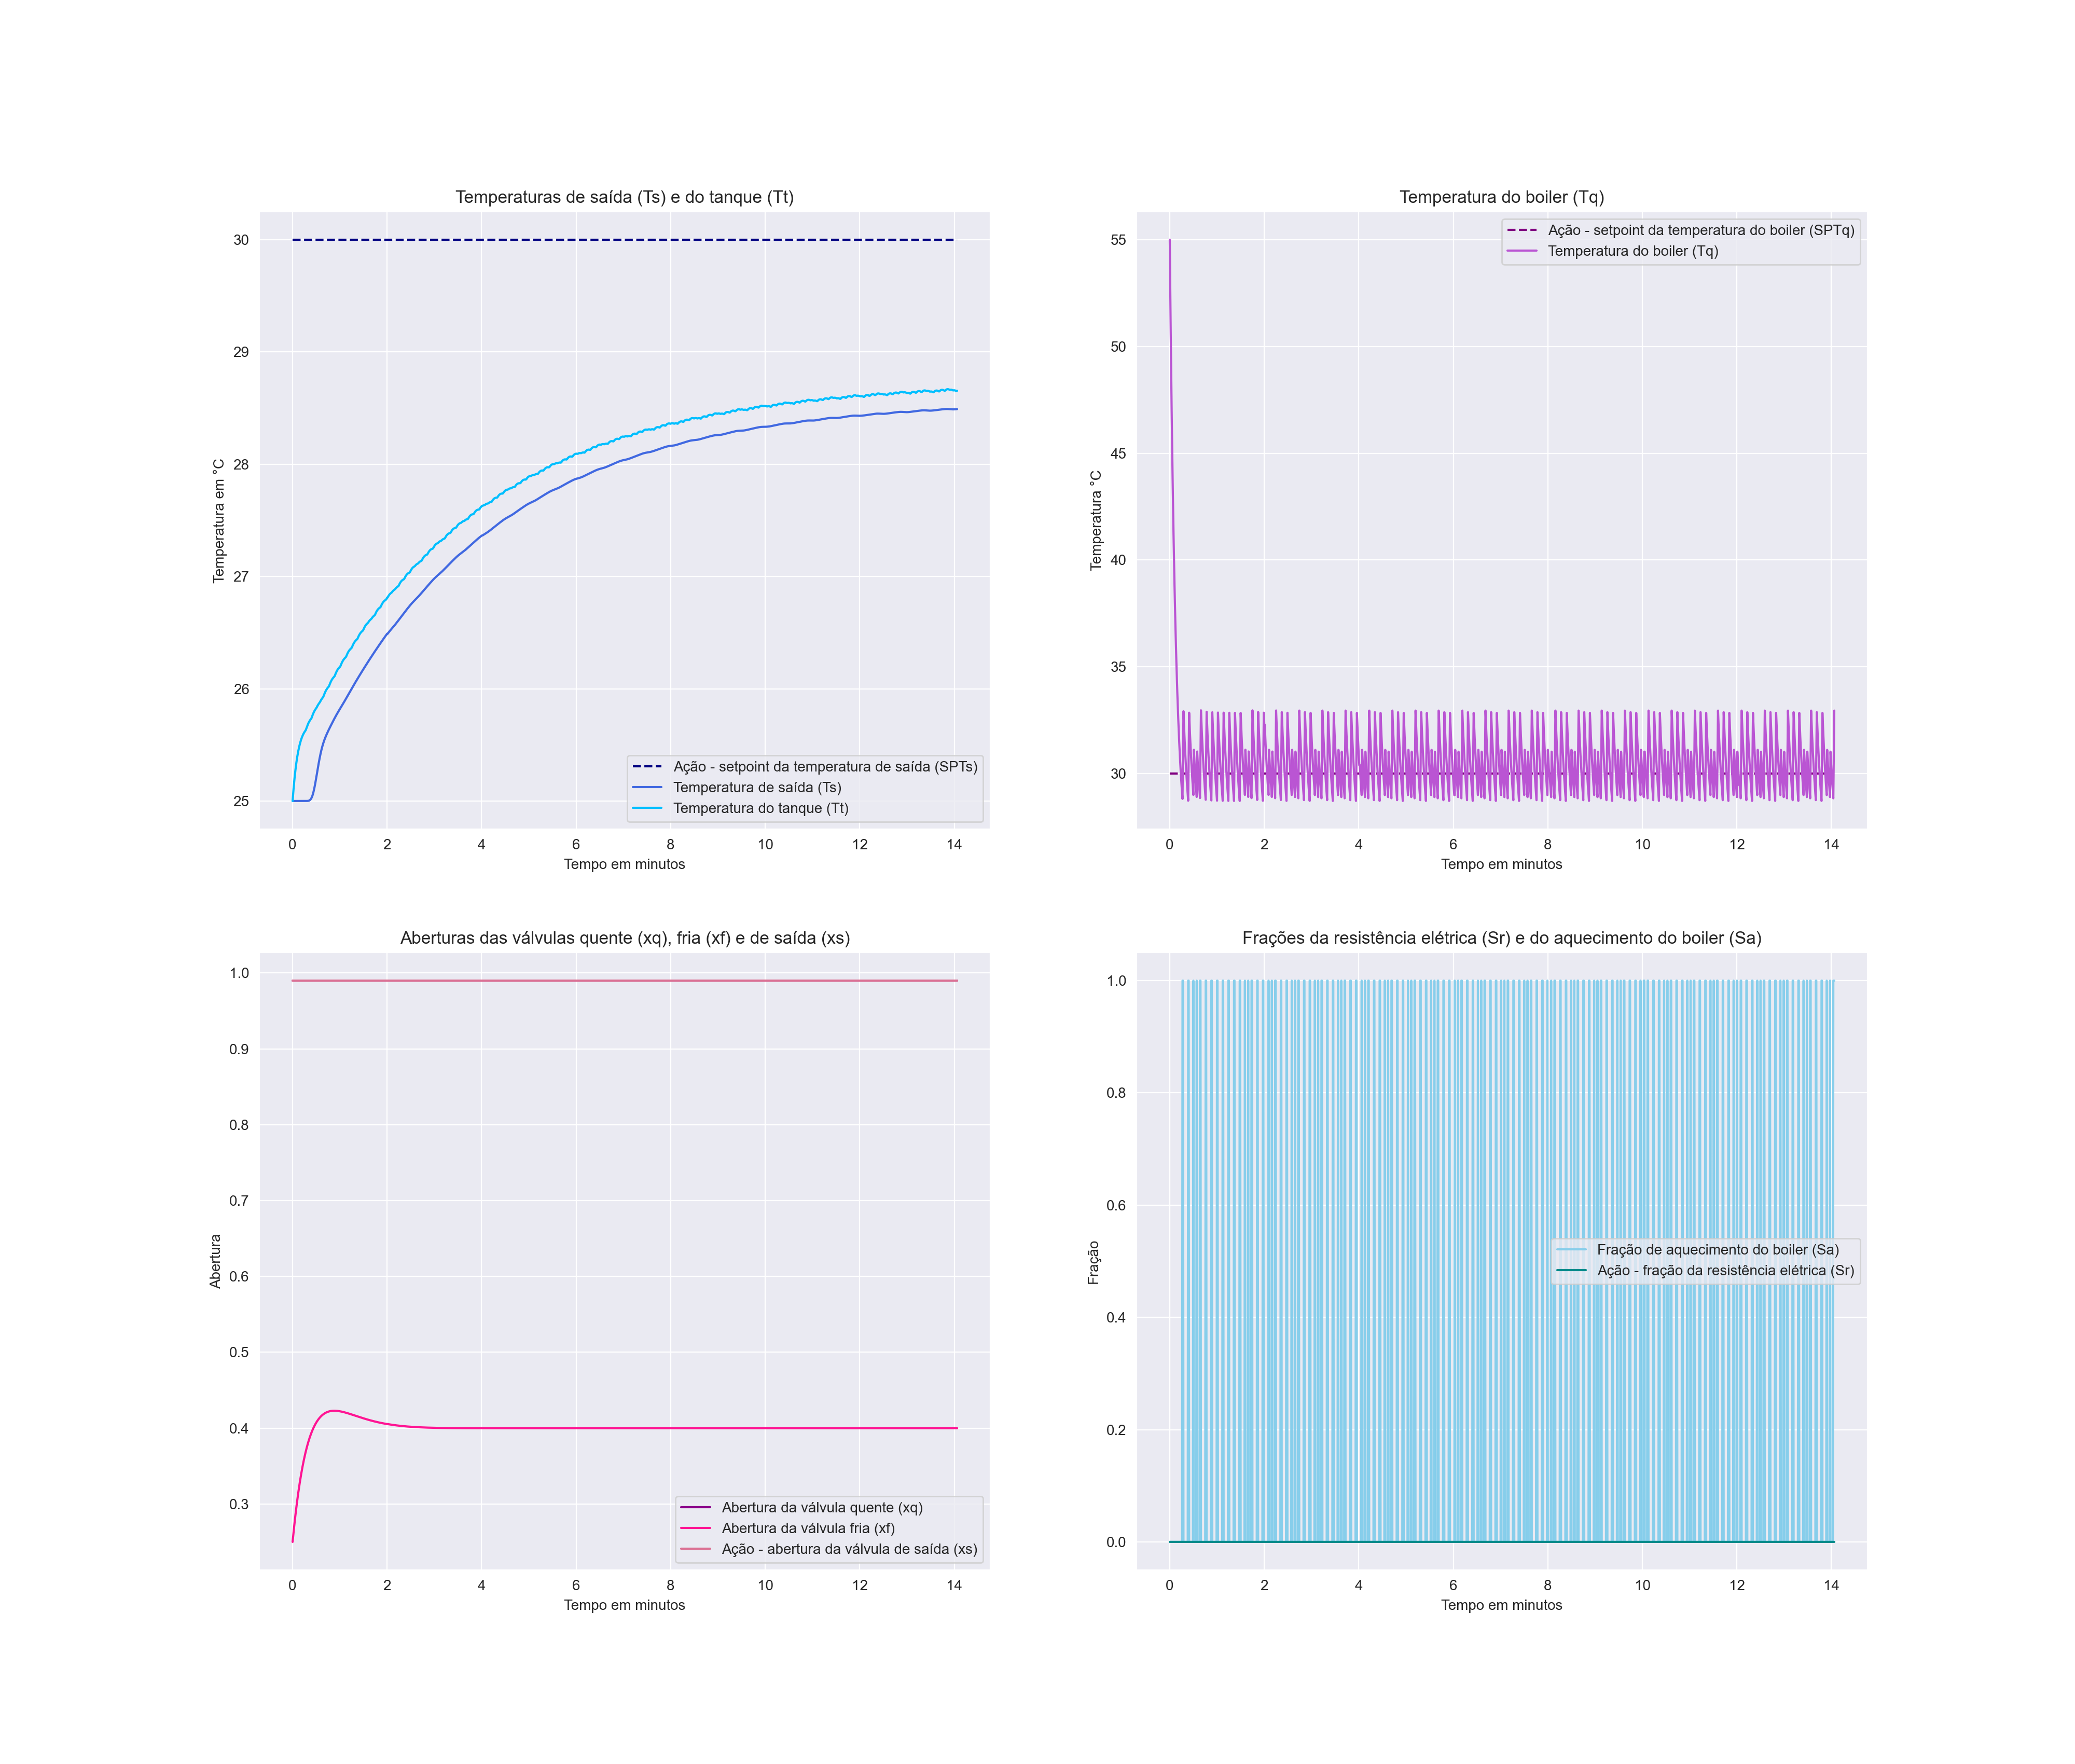 Temperaturas de saída (Ts) e do tanque (Tt)
30
29
28
27
26
25
Temperatura em °C
Ação - setpoint da temperatura de saída (SPTs)
Temperatura de saída (Ts)
Temperatura do tanque (Tt)
0 2 4 6 8 10 12 14
Tempo em minutos
Temperatura do boiler (Tq)
55
50
45
40
35
30
Temperatura °C
Ação - setpoint da temperatura do boiler (SPTq)
Temperatura do boiler (Tq)
0 2 4 6 8 10 12 14
Tempo em minutos
Aberturas das válvulas quente (xq), fria (xf) e de saída (xs)
1.0
0.9
0.8
0.7
0.6
0.5
0.4
0.3
Abertura
Abertura da válvula quente (xq)
Abertura da válvula fria (xf)
Ação - abertura da válvula de saída (xs)
0 2 4 6 8 10 12 14
Tempo em minutos
Frações da resistência elétrica (Sr) e do aquecimento do boiler (Sa)
1.0
0.8
0.6
0.4
0.2
0.0
Fração
Fração de aquecimento do boiler (Sa)
Ação - fração da resistência elétrica (Sr)
0 2 4 6 8 10 12 14
Tempo em minutos